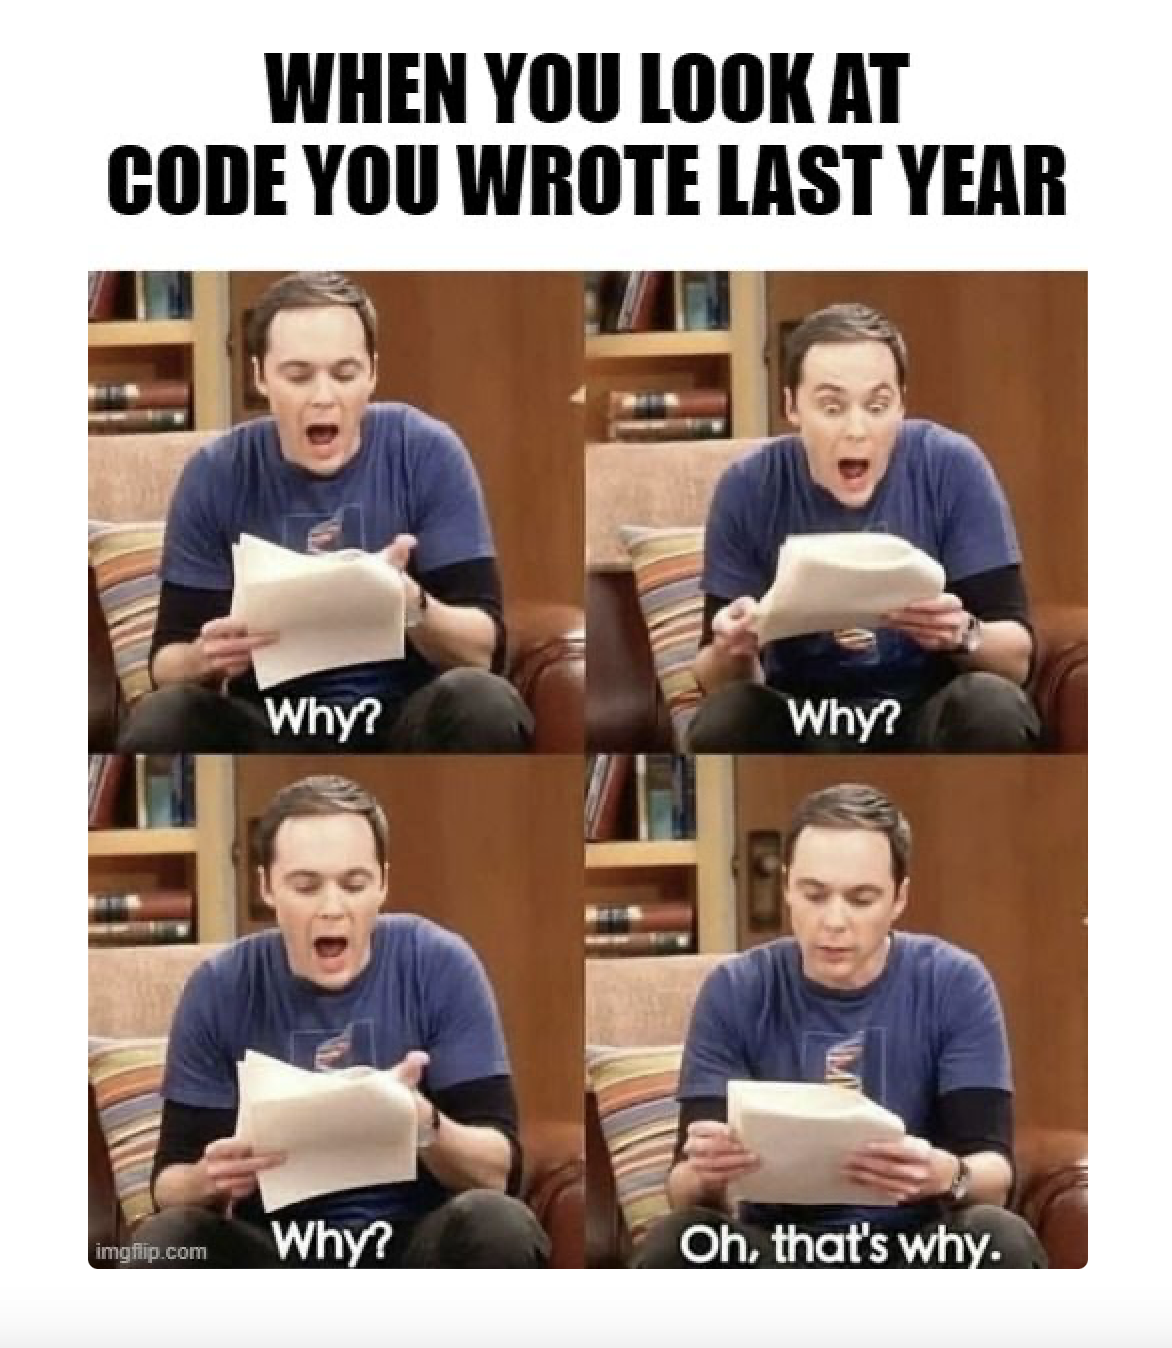 WHEN YOU LOOK AT
CODE YOU WROTE LAST YEAR
Why?
Why?
Why?
Oh, that's why.
imgflip.com